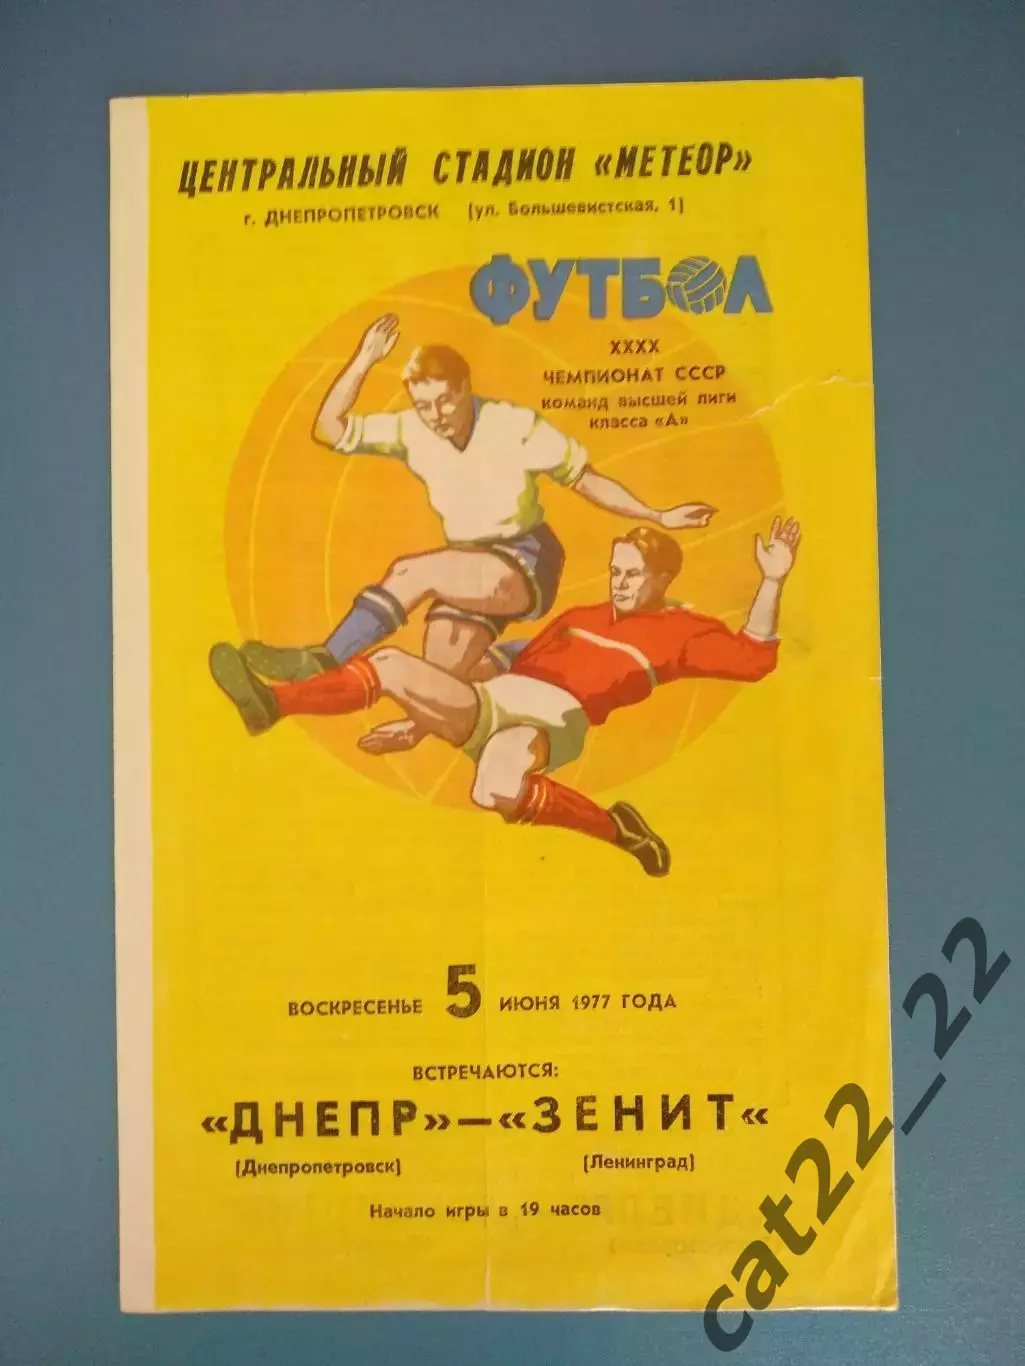 ЦЕНТРАЛЬНЫЙ СТАДИОН «МЕТЕОР»
г. ДНЕПРОПЕТРОВСК (ул. Большевистская, 1)
ФУТБОЛ
XXXX
ЧЕМПИОНАТ СССР
КОМАНД ВЫСШЕЙ ЛИГИ
КЛАССА «А»
ВОСКРЕСЕНЬЕ 5 ИЮНЯ 1977 ГОДА
ВСТРЕЧАЮТСЯ:
«ДНЕПР»—«ЗЕНИТ«
(Днепропетровск) (Ленинград)
Начало игры в 19 часов
cat22_22